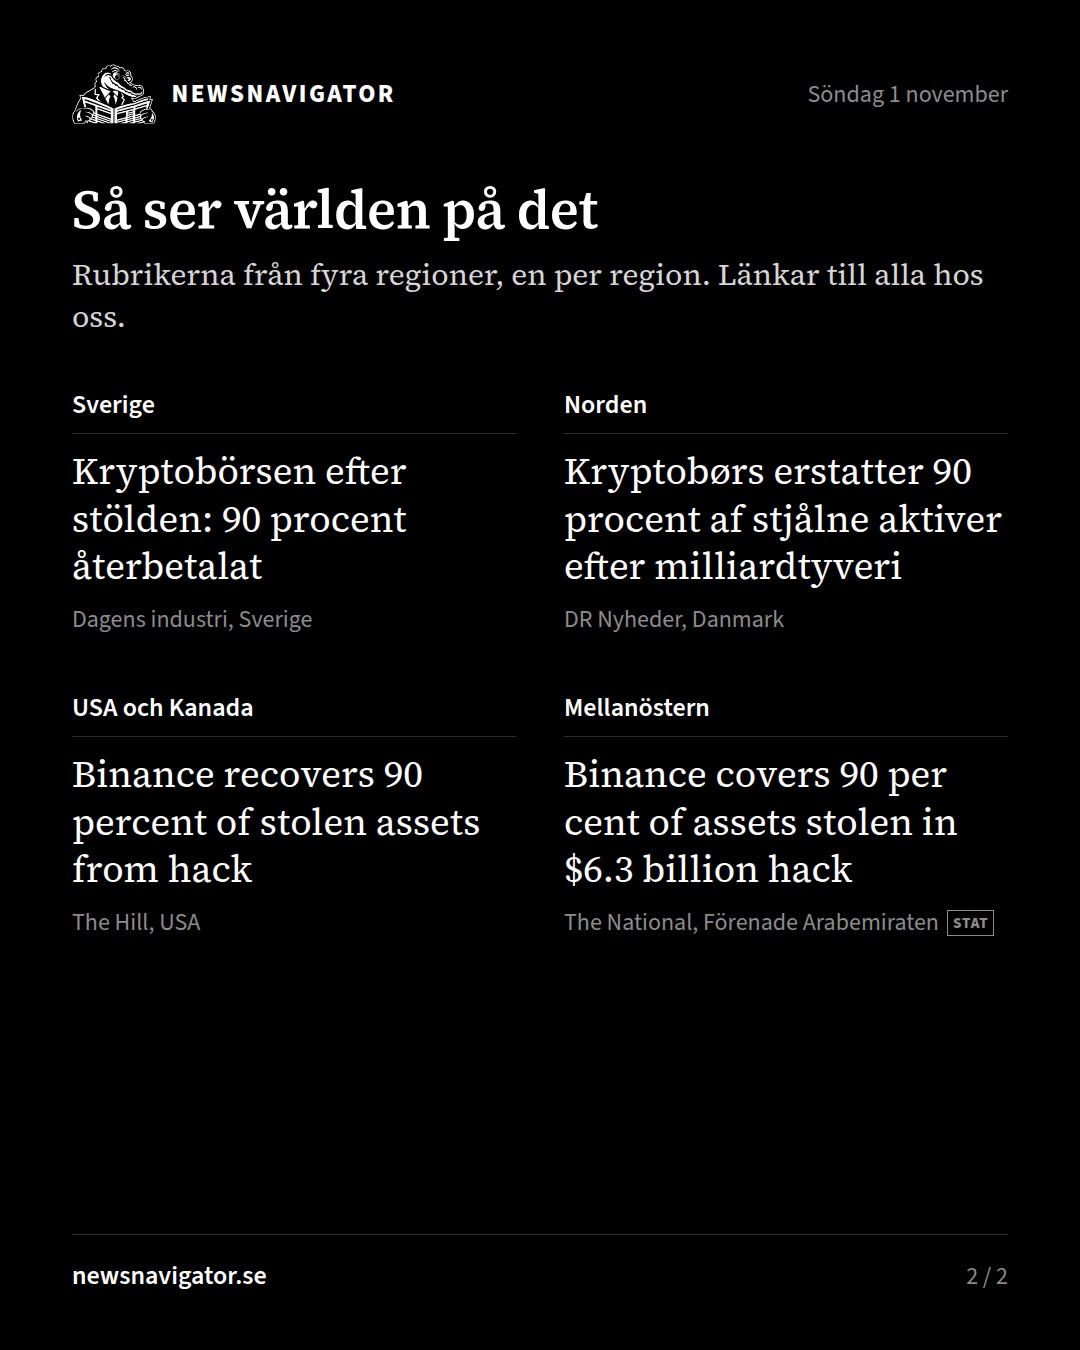 NEWSNAVIGATOR
Söndag 1 november
Så ser världen på det
Rubrikerna från fyra regioner, en per region. Länkar till alla hos
oss.
Sverige
Kryptobörsen efter
stölden: 90 procent
återbetalat
Dagens industri, Sverige
Norden
Kryptobørs erstatter 90
procent af stjålne aktiver
efter milliardtyveri
DR Nyheder, Danmark
USA och Kanada
Binance recovers 90
percent of stolen assets
from hack
The Hill, USA
Mellanöstern
Binance covers 90 per
cent of assets stolen in
$6.3 billion hack
The National, Förenade Arabemiraten STAT
newsnavigator.se
2 / 2